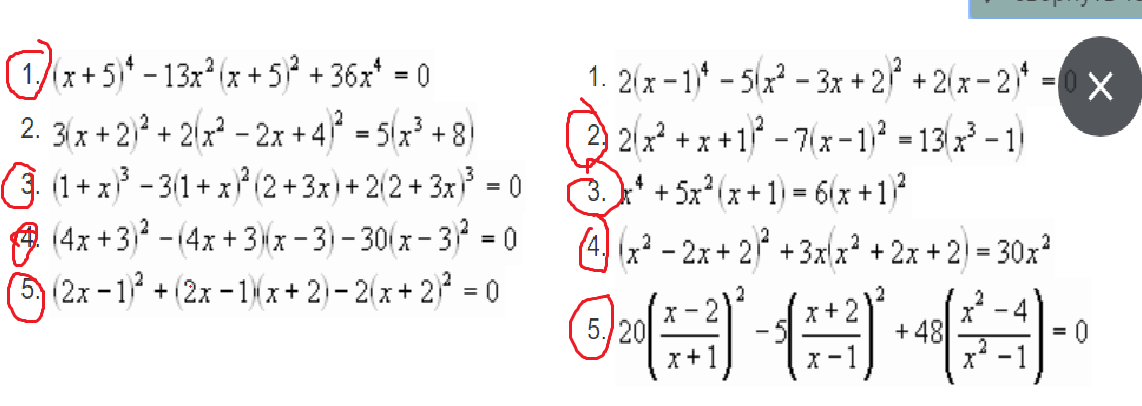 1. (x + 5)⁴ − 13x²(x + 5)² + 36x⁴ = 0
2. 3(x + 2)² + 2(x² − 2x + 4)² = 5(x³ + 8)
3. (1 + x)³ − 3(1 + x)²(2 + 3x) + 2(2 + 3x)³ = 0
4. (4x + 3)² − (4x + 3)(x − 3) − 30(x − 3)² = 0
5. (2x − 1)² + (2x − 1)(x + 2) − 2(x + 2)² = 0
1. 2(x − 1)⁴ − 5(x² − 3x + 2)² + 2(x − 2)⁴ = 0
2. 2(x² + x + 1)² − 7(x − 1)² = 13(x³ − 1)
3. x⁴ + 5x²(x + 1) = 6(x + 1)²
4. (x² − 2x + 2)² + 3x(x² + 2x + 2) = 30x²
5. 20((x − 2)/(x + 1))² − 5((x + 2)/(x − 1))² + 48((x² − 4)/(x² − 1)) = 0